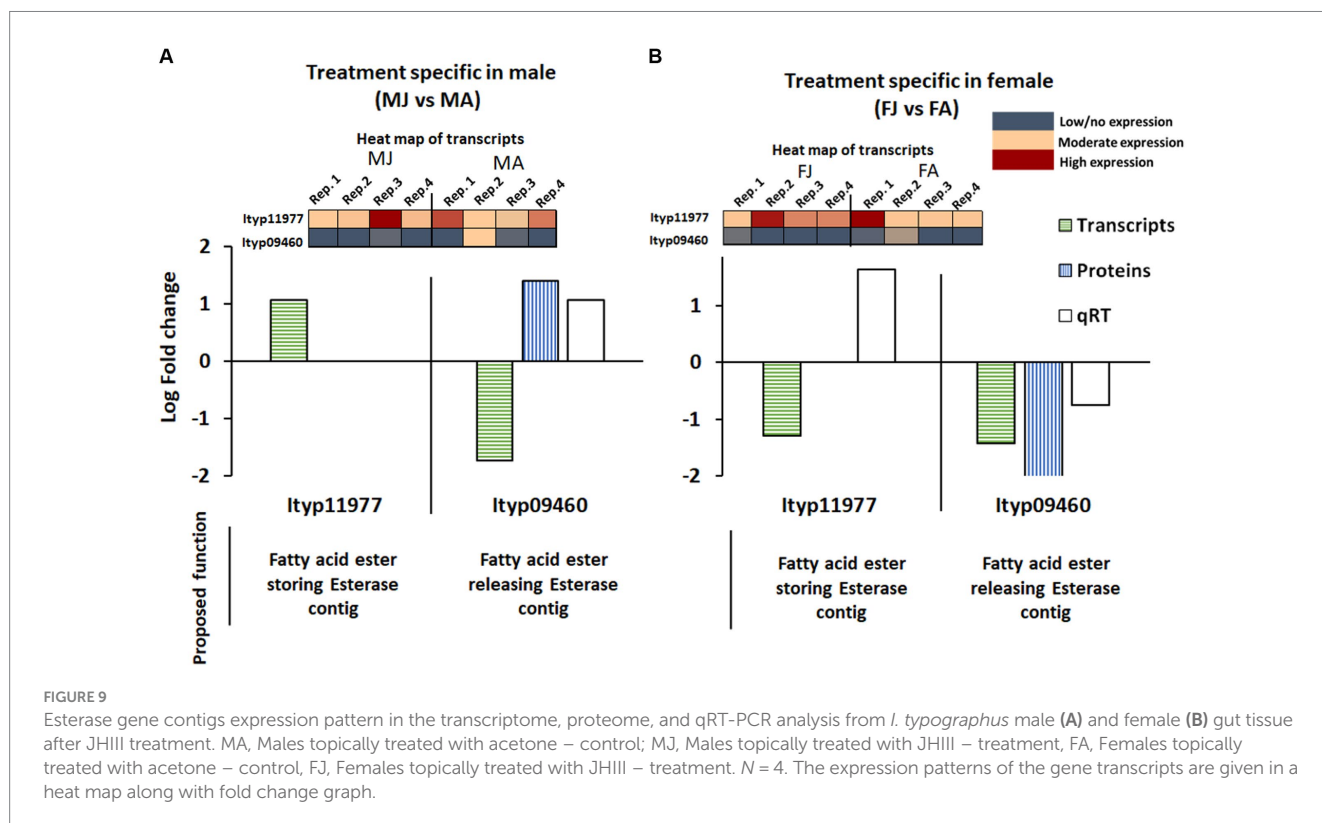 A
Treatment specific in male
(MJ vs MA)
Heat map of transcripts
MJ
MA
Rep. 1
Rep.2
Rep.3
Rep.4
Rep. 1
Rep.2
Rep.3
Rep.4
Ityp11977
Ityp09460
2
1
0
-1
-2
Log Fold change
Ityp11977
Ityp09460
Proposed function
Fatty acid ester
storing Esterase
contig
Fatty acid ester
releasing Esterase
contig
B
Treatment specific in female
(FJ vs FA)
Low/no expression
Moderate expression
High expression
Heat map of transcripts
FJ
FA
Rep. 1
Rep.2
Rep.3
Rep.4
Rep. 1
Rep.2
Rep.3
Rep.4
Ityp11977
Ityp09460
1
0
-1
-2
Transcripts
Proteins
qRT
Ityp11977
Ityp09460
Fatty acid ester
storing Esterase
contig
Fatty acid ester
releasing Esterase
contig
FIGURE 9
Esterase gene contigs expression pattern in the transcriptome, proteome, and qRT-PCR analysis from I. typographus male (A) and female (B) gut tissue
after JHIII treatment. MA, Males topically treated with acetone – control; MJ, Males topically treated with JHIII – treatment, FA, Females topically
treated with acetone – control, FJ, Females topically treated with JHIII – treatment. N = 4. The expression patterns of the gene transcripts are given in a
heat map along with fold change graph.